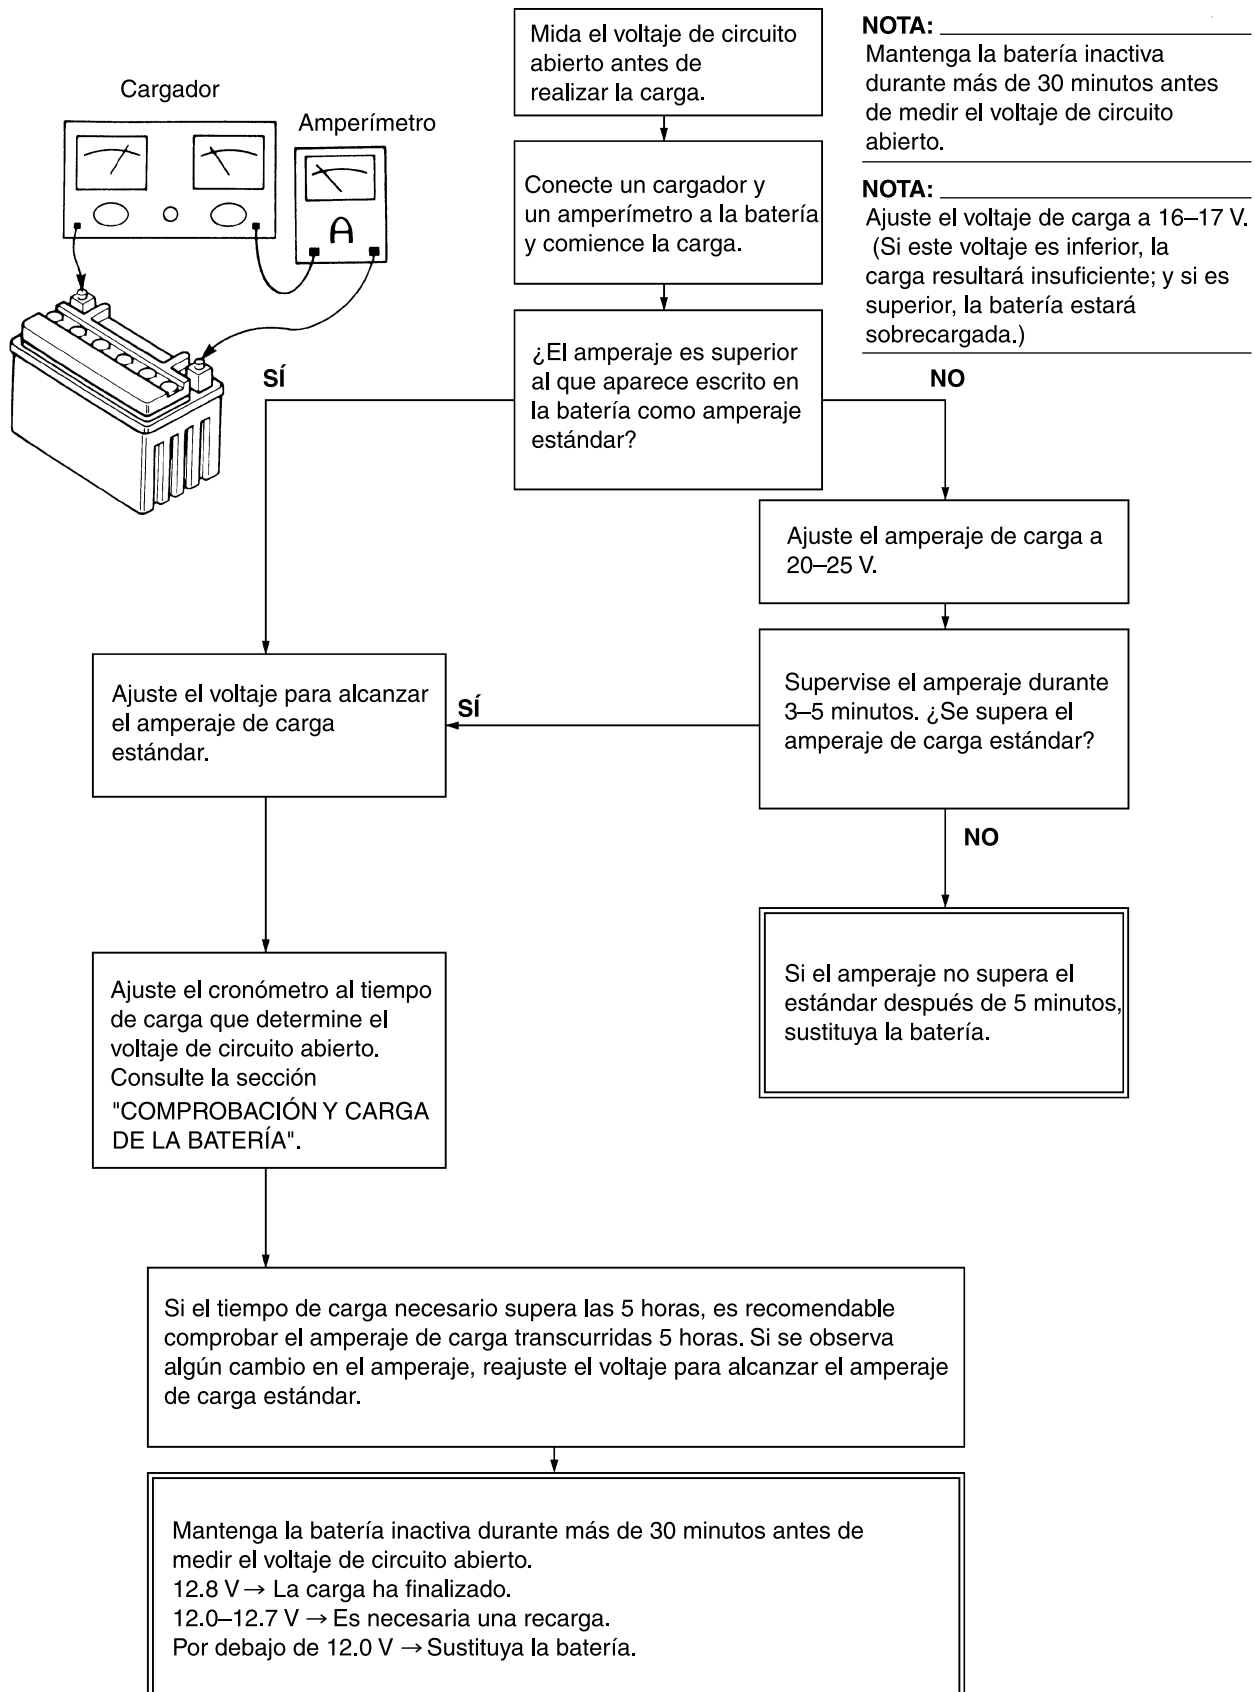 Cargador
Amperímetro
A
Mida el voltaje de circuito
abierto antes de
realizar la carga.
NOTA:
Mantenga la batería inactiva
durante más de 30 minutos antes
de medir el voltaje de circuito
abierto.
Conecte un cargador y
un amperímetro a la batería
y comience la carga.
NOTA:
Ajuste el voltaje de carga a 16–17 V.
(Si este voltaje es inferior, la
carga resultará insuficiente; y si es
superior, la batería estará
sobrecargada.)
¿El amperaje es superior
al que aparece escrito en
la batería como amperaje
estándar?
SÍ
NO
Ajuste el amperaje de carga a
20–25 V.
Supervise el amperaje durante
3–5 minutos. ¿Se supera el
amperaje de carga estándar?
SÍ
Ajuste el voltaje para alcanzar
el amperaje de carga
estándar.
NO
Si el amperaje no supera el
estándar después de 5 minutos,
sustituya la batería.
Ajuste el cronómetro al tiempo
de carga que determine el
voltaje de circuito abierto.
Consulte la sección
"COMPROBACIÓN Y CARGA
DE LA BATERÍA".
Si el tiempo de carga necesario supera las 5 horas, es recomendable
comprobar el amperaje de carga transcurridas 5 horas. Si se observa
algún cambio en el amperaje, reajuste el voltaje para alcanzar el amperaje
de carga estándar.
Mantenga la batería inactiva durante más de 30 minutos antes de
medir el voltaje de circuito abierto.
12.8 V → La carga ha finalizado.
12.0–12.7 V → Es necesaria una recarga.
Por debajo de 12.0 V → Sustituya la batería.